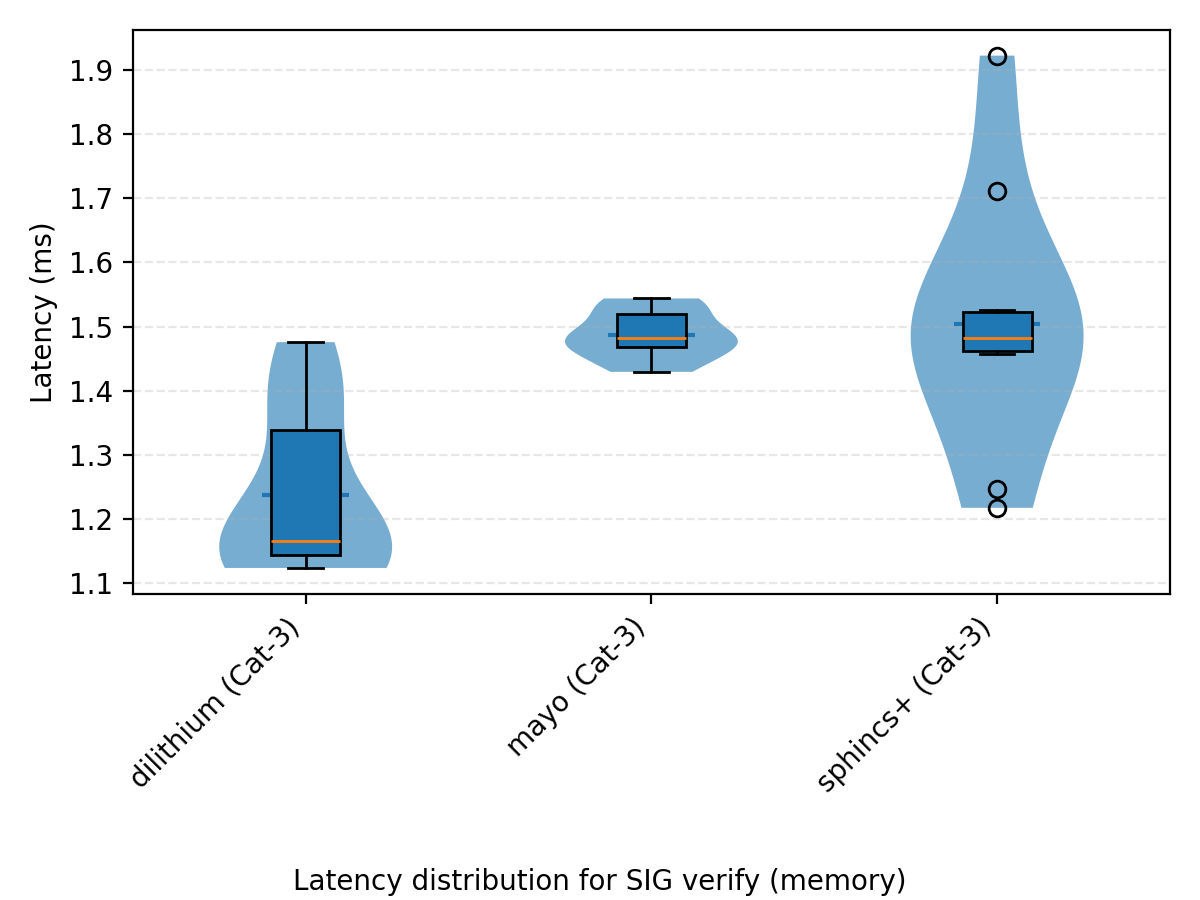 1.9
1.8
1.7
1.6
1.5
1.4
1.3
1.2
1.1
Latency (ms)
dilithium (Cat-3)
mayo (Cat-3)
sphincs+ (Cat-3)
Latency distribution for SIG verify (memory)